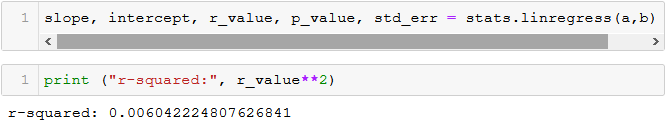 1 slope, intercept, r_value, p_value, std_err = stats.linregress(a,b)
1 print ("r-squared:", r_value**2)
r-squared: 0.006042224807626841